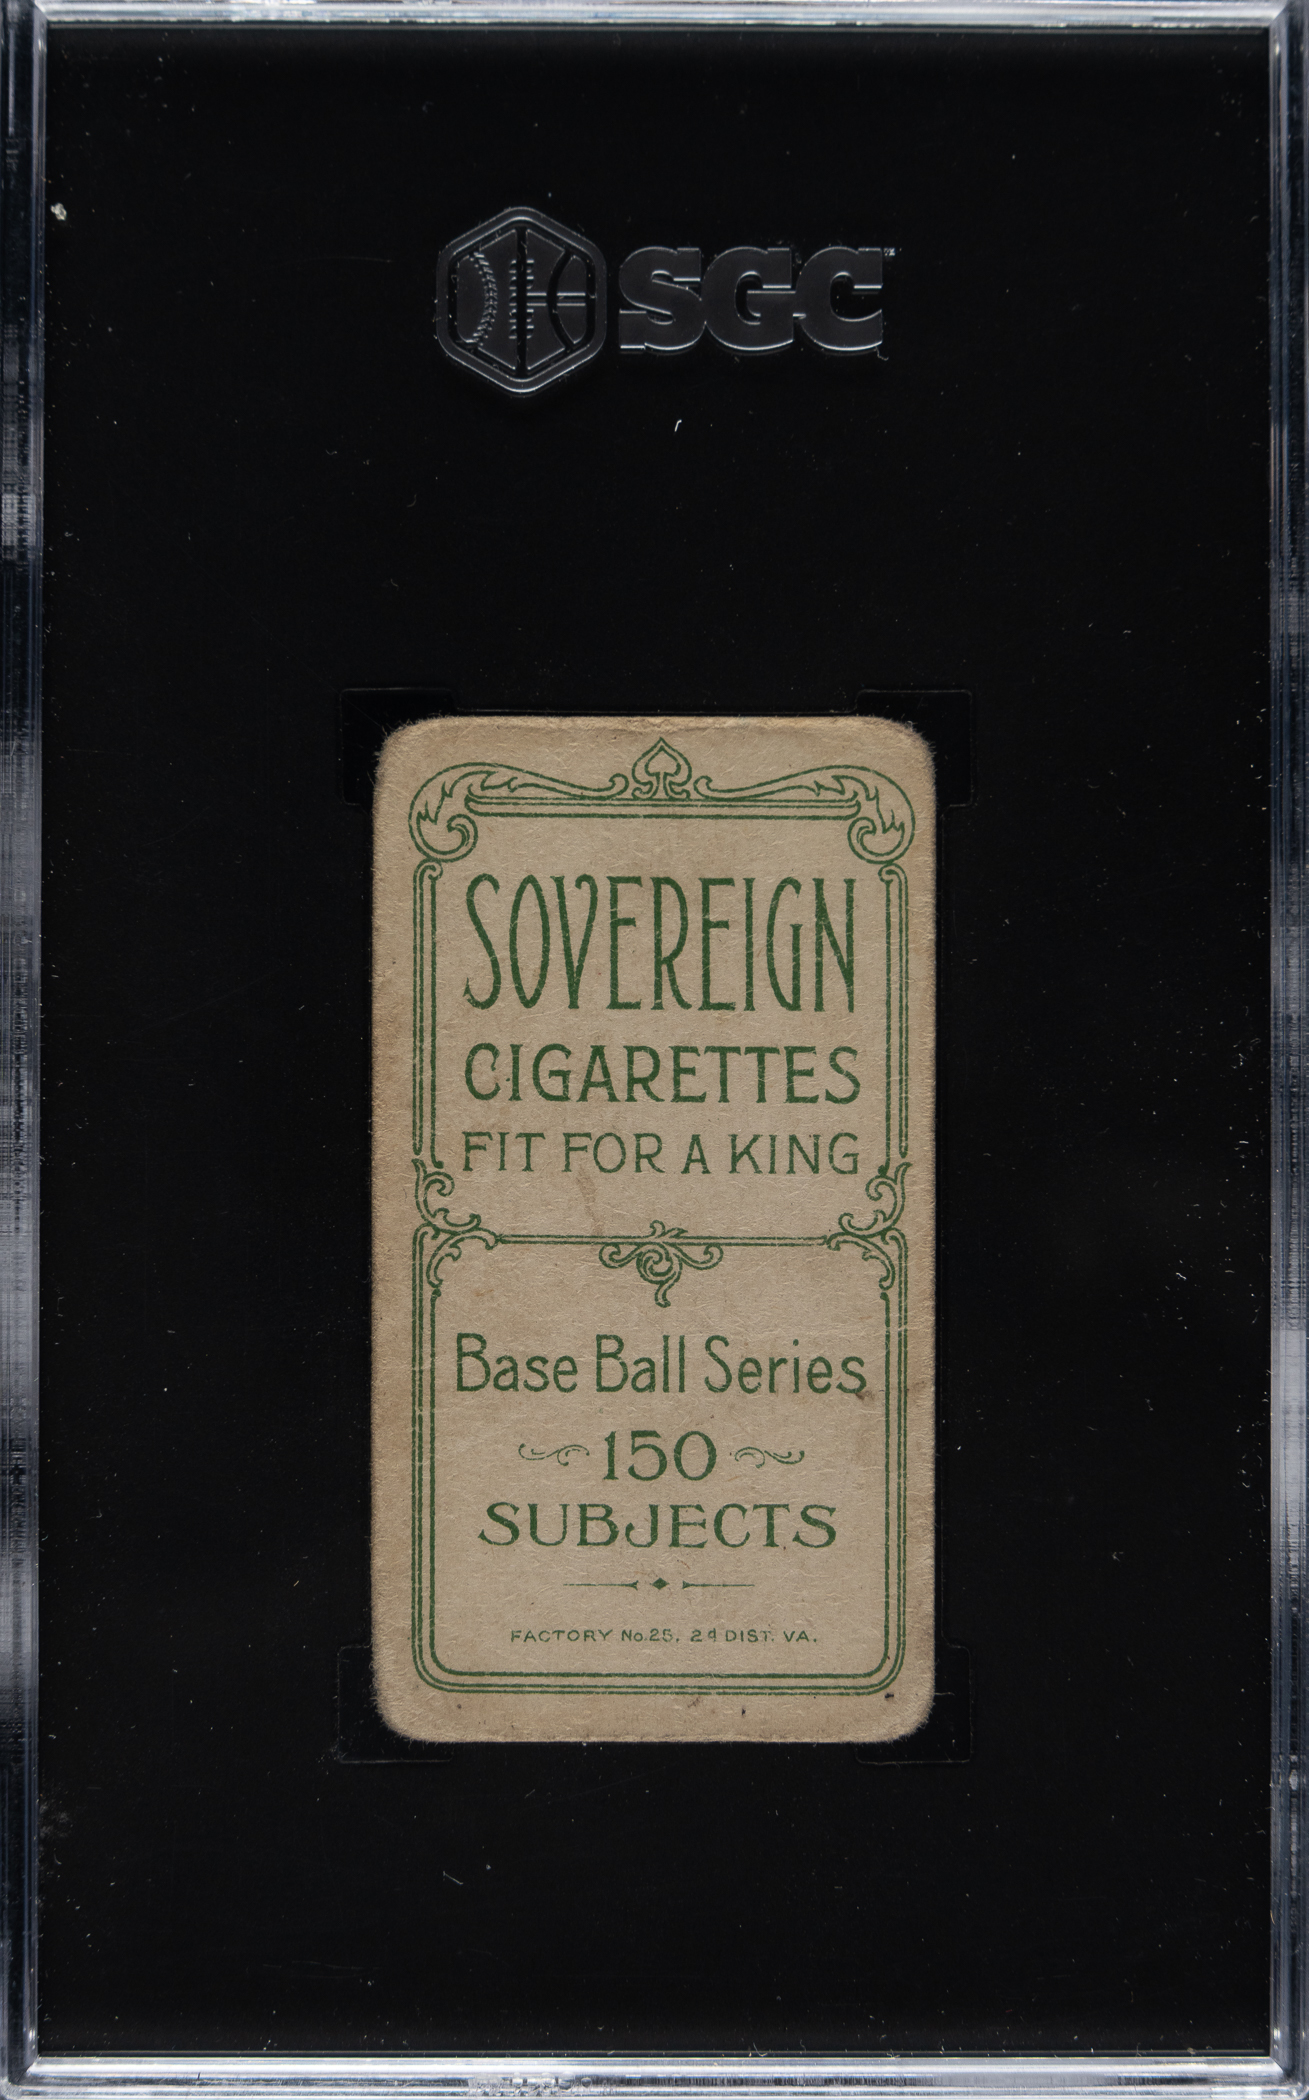 SGC
SOVEREIGN
CIGARETTES
FIT FOR A KING
Base Ball Series
150
SUBJECTS
FACTORY No. 25, 2d DIST. VA.